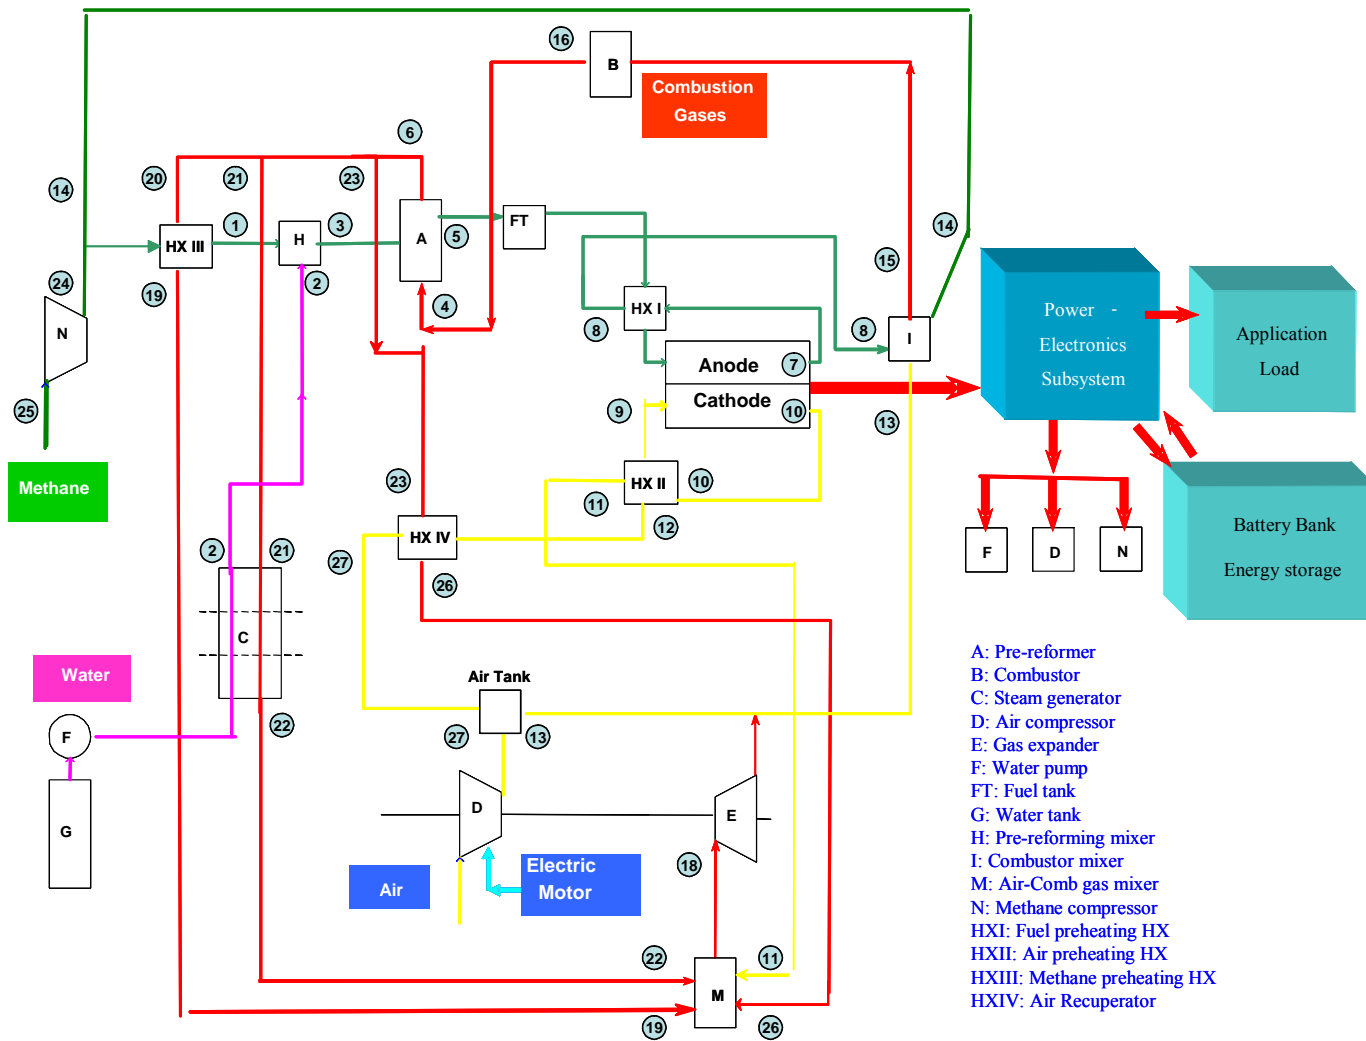 16
B
Combustion
Gases
6
20
21
23
14
1
3
5
FT
14
HX III
H
A
15
2
24
19
4
HX I
8
8
I
N
Power -
Electronics
Subsystem
Application
Load
Anode
7
Cathode
9
10
13
25
Methane
23
HX II
10
11
12
Battery Bank
Energy storage
HX IV
F
D
N
2
21
27
26
C
Water
Air Tank
22
F
27
13
D
E
G
18
Air
Electric
Motor
22
11
M
19
26
A: Pre-reformer
B: Combustor
C: Steam generator
D: Air compressor
E: Gas expander
F: Water pump
FT: Fuel tank
G: Water tank
H: Pre-reforming mixer
I: Combustor mixer
M: Air-Comb gas mixer
N: Methane compressor
HXI: Fuel preheating HX
HXII: Air preheating HX
HXIII: Methane preheating HX
HXIV: Air Recuperator